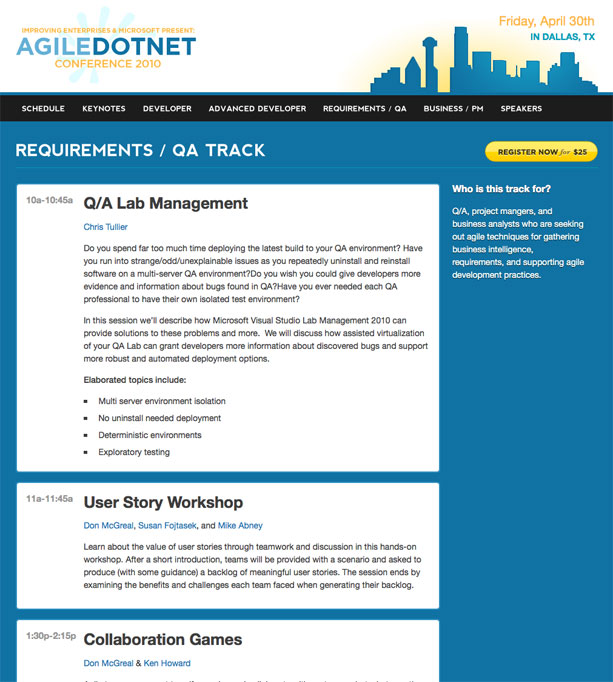 IMPROVING ENTERPRISES & MICROSOFT PRESENT:
AGILEDOTNET
CONFERENCE 2010
Friday, April 30th
IN DALLAS, TX
SCHEDULE KEYNOTES DEVELOPER ADVANCED DEVELOPER REQUIREMENTS / QA BUSINESS / PM SPEAKERS
REQUIREMENTS / QA TRACK
REGISTER NOW for $25
10a-10:45a
Q/A Lab Management
Chris Tullier
Do you spend far too much time deploying the latest build to your QA environment? Have
you run into strange/odd/unexplainable issues as you repeatedly uninstall and reinstall
software on a multi-server QA environment?Do you wish you could give developers more
evidence and information about bugs found in QA?Have you ever needed each QA
professional to have their own isolated test environment?
In this session we'll describe how Microsoft Visual Studio Lab Management 2010 can
provide solutions to these problems and more. We will discuss how assisted virtualization
of your QA Lab can grant developers more information about discovered bugs and support
more robust and automated deployment options.
Elaborated topics include:
Multi server environment isolation
No uninstall needed deployment
Deterministic environments
Exploratory testing
Who is this track for?
Q/A, project mangers, and
business analysts who are seeking
out agile techniques for gathering
business intelligence,
requirements, and supporting agile
development practices.
11a-11:45a
User Story Workshop
Don McGreal, Susan Fojtasek, and Mike Abney
Learn about the value of user stories through teamwork and discussion in this hands-on
workshop. After a short introduction, teams will be provided with a scenario and asked to
produce (with some guidance) a backlog of meaningful user stories. The session ends by
examining the benefits and challenges each team faced when generating their backlog.
1:30p-2:15p
Collaboration Games
Don McGreal & Ken Howard